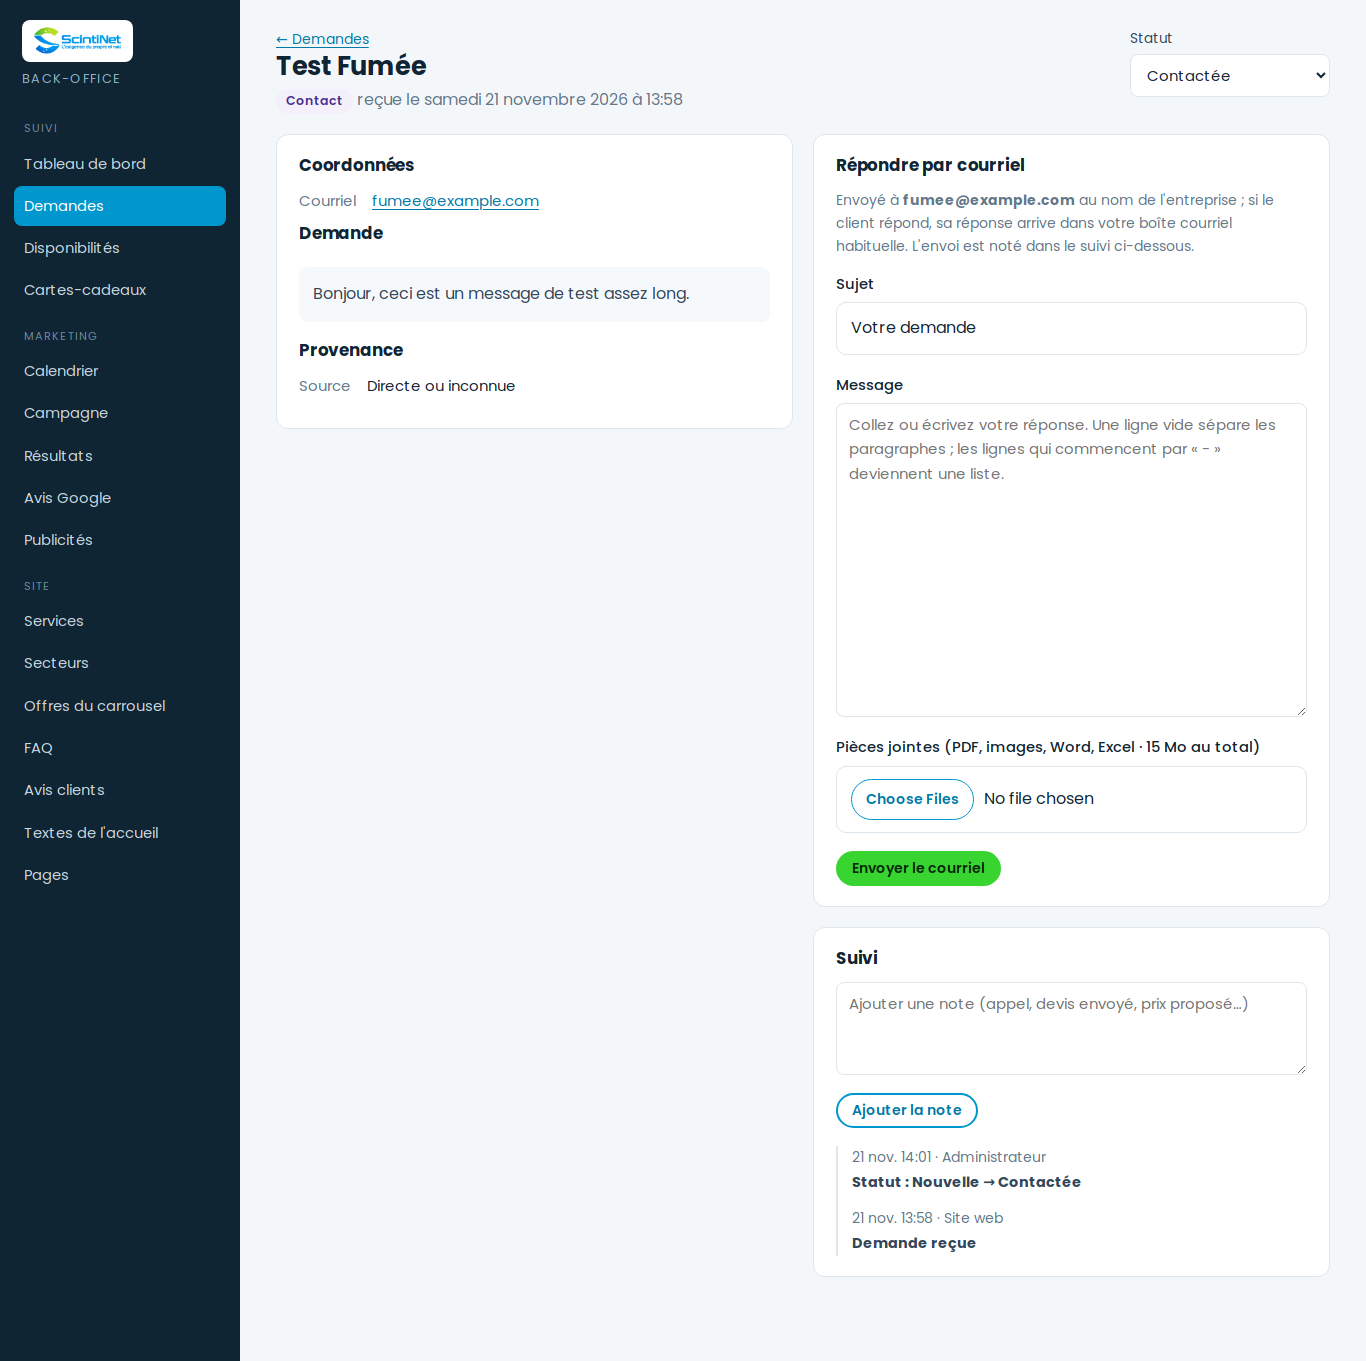 ScintiNet
L'exigence du propre et net
BACK-OFFICE
SUIVI
Tableau de bord
Demandes
Disponibilités
Cartes-cadeaux
MARKETING
Calendrier
Campagne
Résultats
Avis Google
Publicités
SITE
Services
Secteurs
Offres du carrousel
FAQ
Avis clients
Textes de l'accueil
Pages
← Demandes
Test Fumée
Contact reçue le samedi 21 novembre 2026 à 13:58
Statut
Contactée
Coordonnées
Courriel fumee@example.com
Demande
Bonjour, ceci est un message de test assez long.
Provenance
Source Directe ou inconnue
Répondre par courriel
Envoyé à fumee@example.com au nom de l'entreprise ; si le
client répond, sa réponse arrive dans votre boîte courriel
habituelle. L'envoi est noté dans le suivi ci-dessous.
Sujet
Votre demande
Message
Collez ou écrivez votre réponse. Une ligne vide sépare les
paragraphes ; les lignes qui commencent par « - »
deviennent une liste.
Pièces jointes (PDF, images, Word, Excel · 15 Mo au total)
Choose Files No file chosen
Envoyer le courriel
Suivi
Ajouter une note (appel, devis envoyé, prix proposé…)
Ajouter la note
21 nov. 14:01 · Administrateur
Statut : Nouvelle → Contactée
21 nov. 13:58 · Site web
Demande reçue